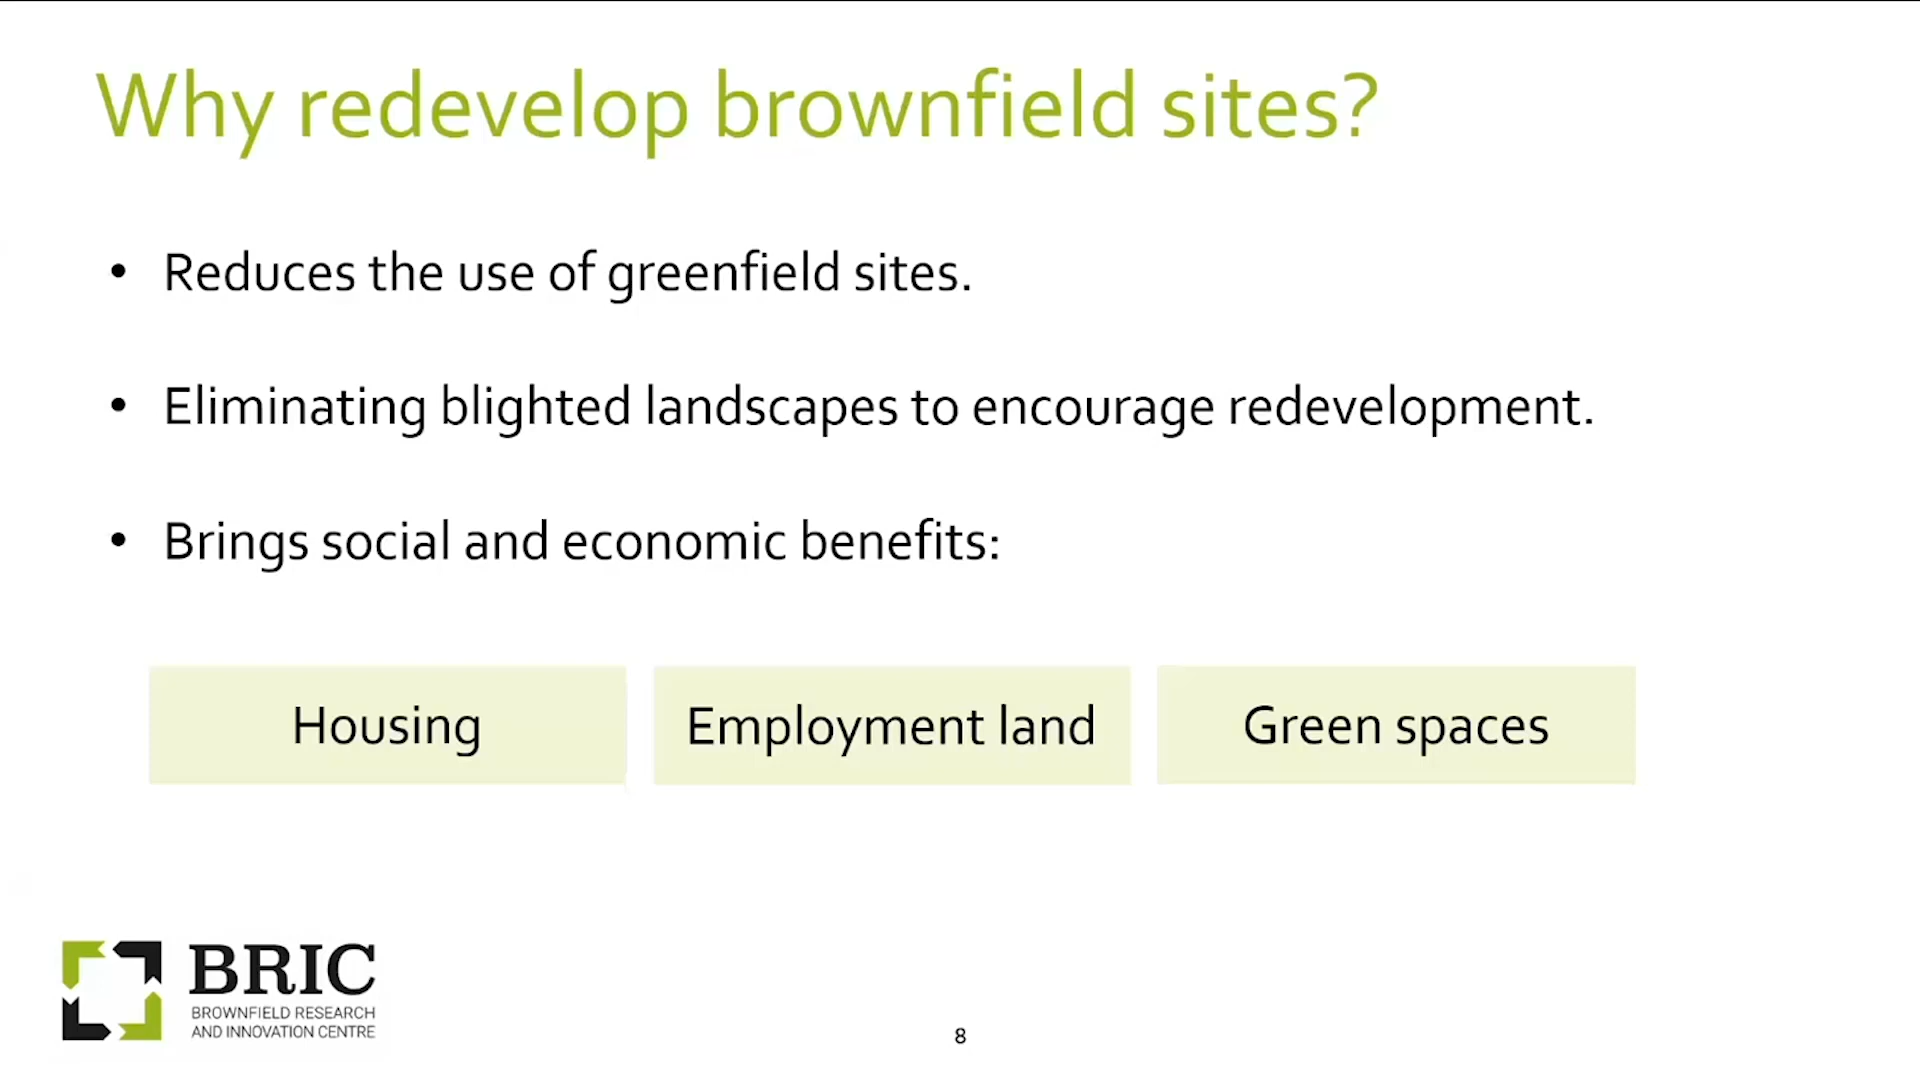 Why redevelop brownfield sites?
• Reduces the use of greenfield sites.
• Eliminating blighted landscapes to encourage redevelopment.
• Brings social and economic benefits:
Housing
Employment land
Green spaces
BRIC
BROWNFIELD RESEARCH
AND INNOVATION CENTRE
8